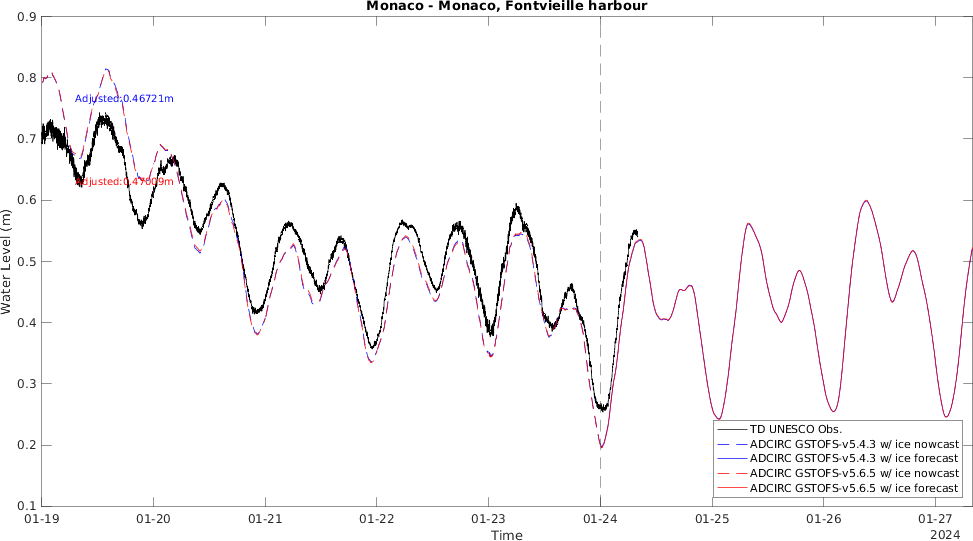 Monaco - Monaco, Fontvieille harbour
0.9
0.8
0.7
0.6
0.5
0.4
0.3
0.2
0.1
Water Level (m)
Adjusted:0.46721m
Adjusted:0.47009m
TD UNESCO Obs.
ADCIRC GSTOFS-v5.4.3 w/ ice nowcast
ADCIRC GSTOFS-v5.4.3 w/ ice forecast
ADCIRC GSTOFS-v5.6.5 w/ ice nowcast
ADCIRC GSTOFS-v5.6.5 w/ ice forecast
01-19 01-20 01-21 01-22 01-23 01-24 01-25 01-26 01-27
Time
2024